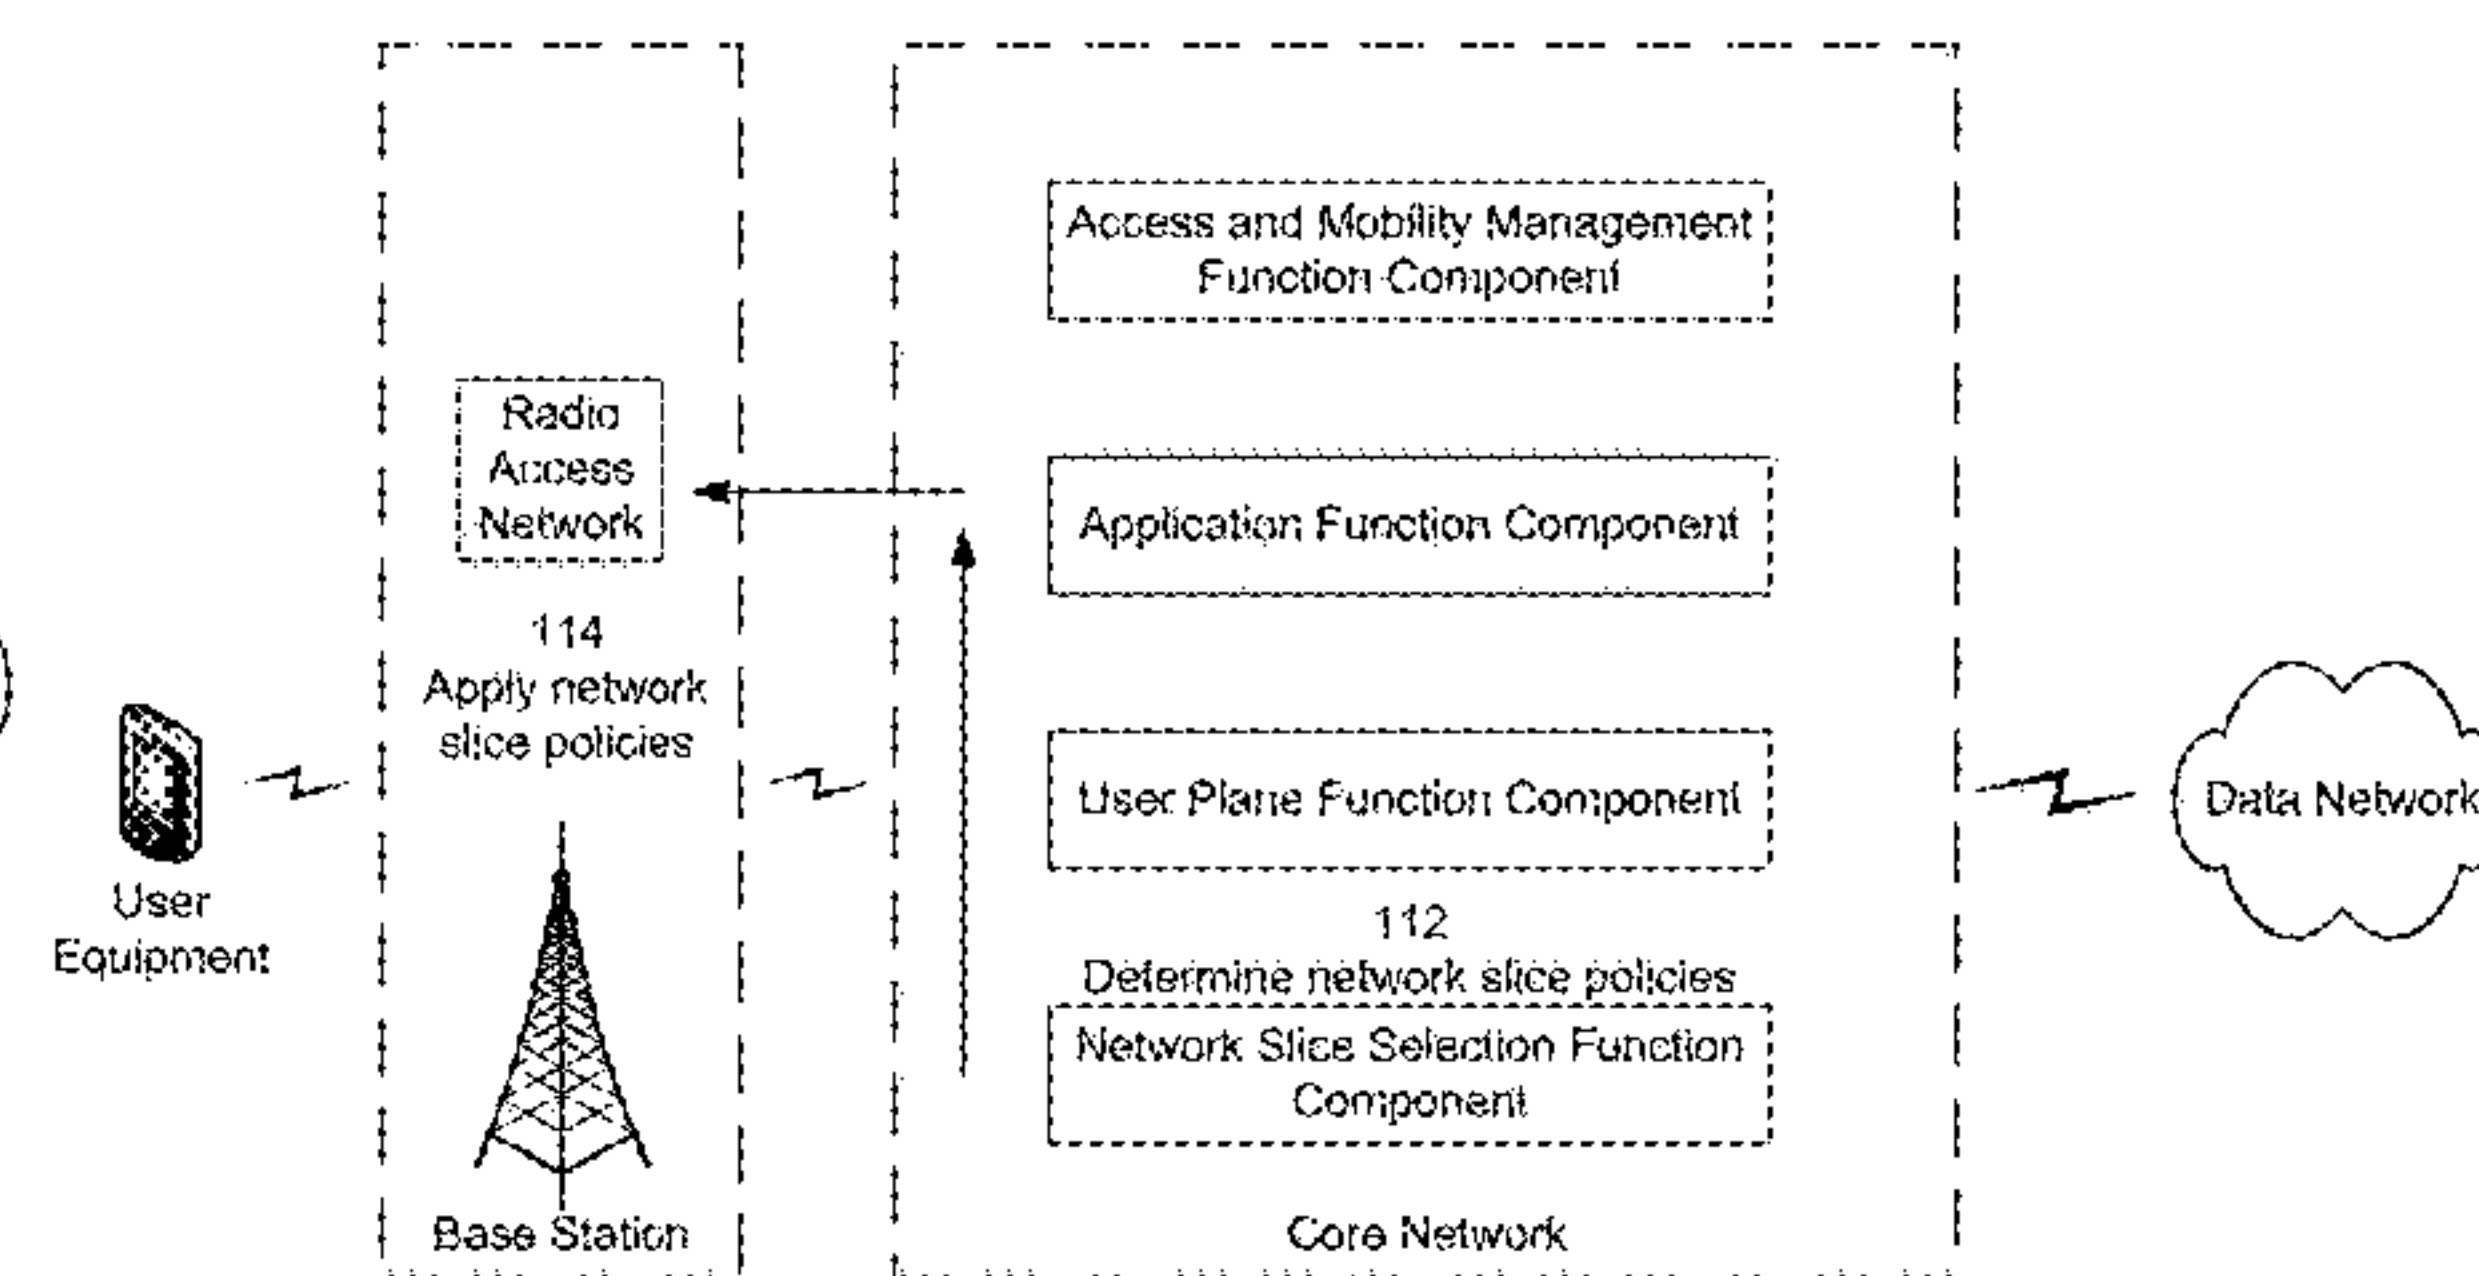 Access and Mobility Management
Function Component
Radio
Access
Network
Application Function Component
114
Apply network
slice policies
User Plane Function Component
Data Network
User
Equipment
112
Determine network slice policies
Network Slice Selection Function
Component
Base Station
Core Network